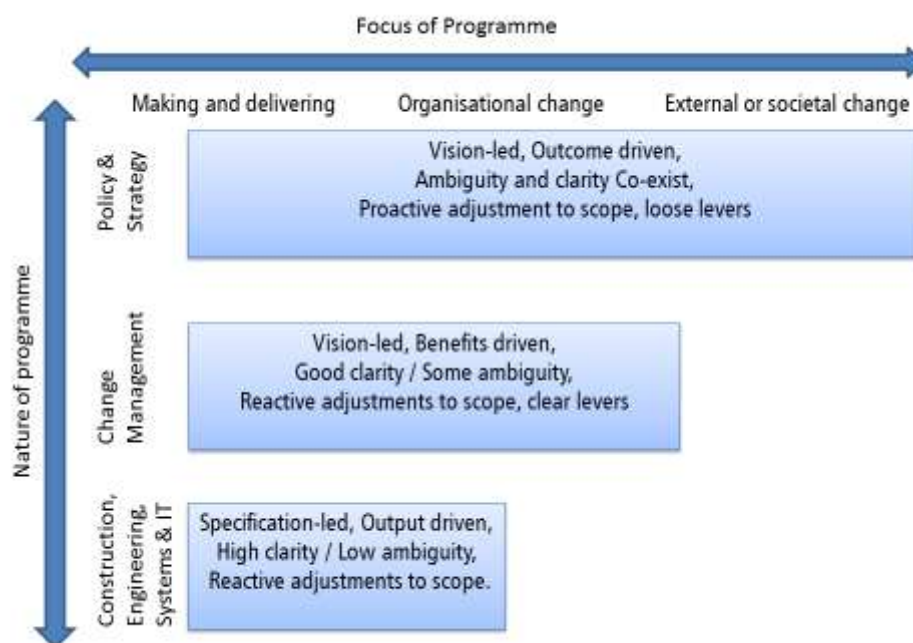 Focus of Programme
Making and delivering
Organisational change
External or societal change
Nature of programme
Policy &
Strategy
Vision-led, Outcome driven,
Ambiguity and clarity Co-exist,
Proactive adjustment to scope, loose levers
Change
Management
Vision-led, Benefits driven,
Good clarity / Some ambiguity,
Reactive adjustments to scope, clear levers
Construction,
Engineering,
Systems & IT
Specification-led, Output driven,
High clarity / Low ambiguity,
Reactive adjustments to scope.